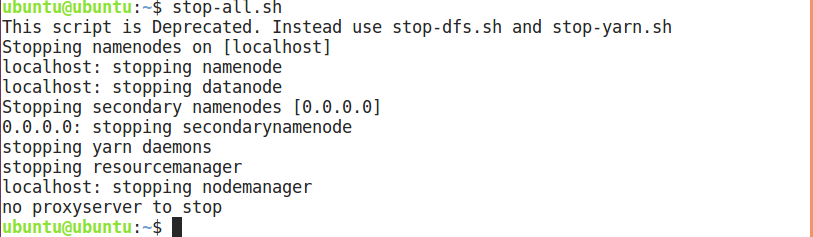 ubuntu@ubuntu:~$ stop-all.sh
This script is Deprecated. Instead use stop-dfs.sh and stop-yarn.sh
Stopping namenodes on [localhost]
localhost: stopping namenode
localhost: stopping datanode
Stopping secondary namenodes [0.0.0.0]
0.0.0.0: stopping secondarynamenode
stopping yarn daemons
stopping resourcemanager
localhost: stopping nodemanager
no proxyserver to stop
ubuntu@ubuntu:~$